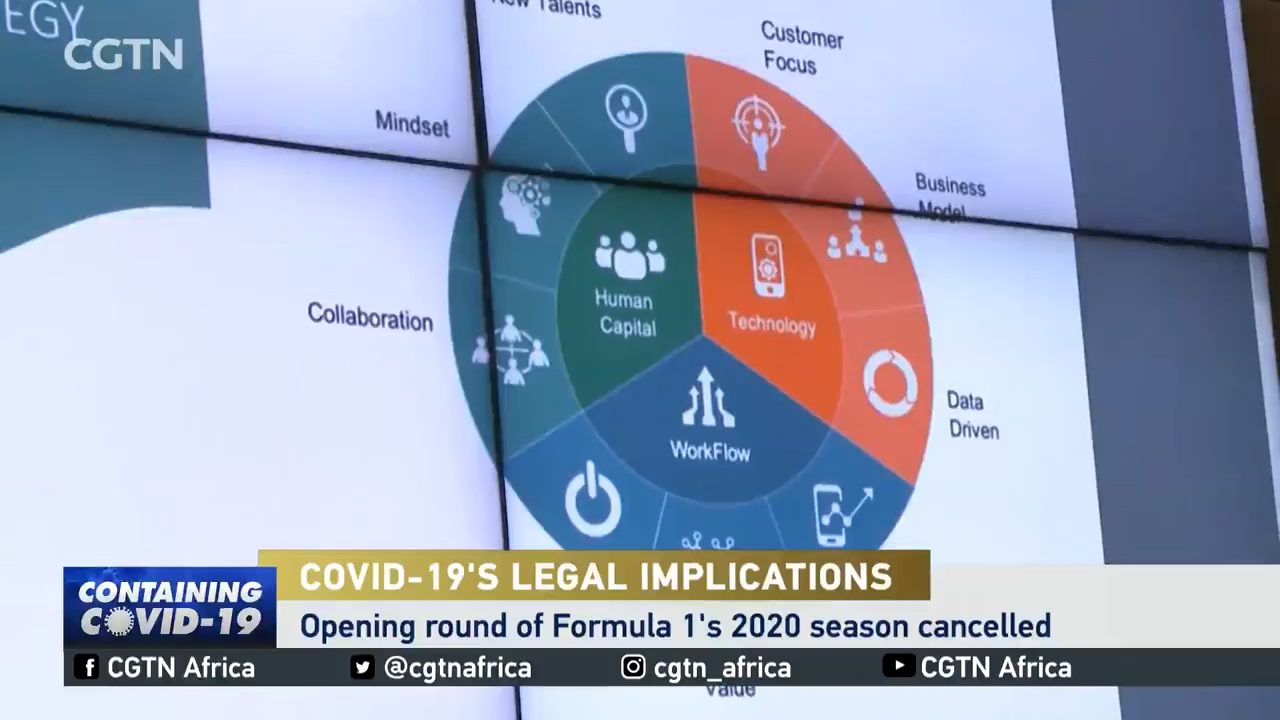 EGY
CGTN
New Talents
Customer
Focus
Mindset
Business
Model
Human
Capital
Technology
Collaboration
Data
Driven
WorkFlow
COVID-19'S LEGAL IMPLICATIONS
CONTAINING
COVID-19
Opening round of Formula 1's 2020 season cancelled
CGTN Africa
@cgtnafrica
cgtn_africa
CGTN Africa
Value